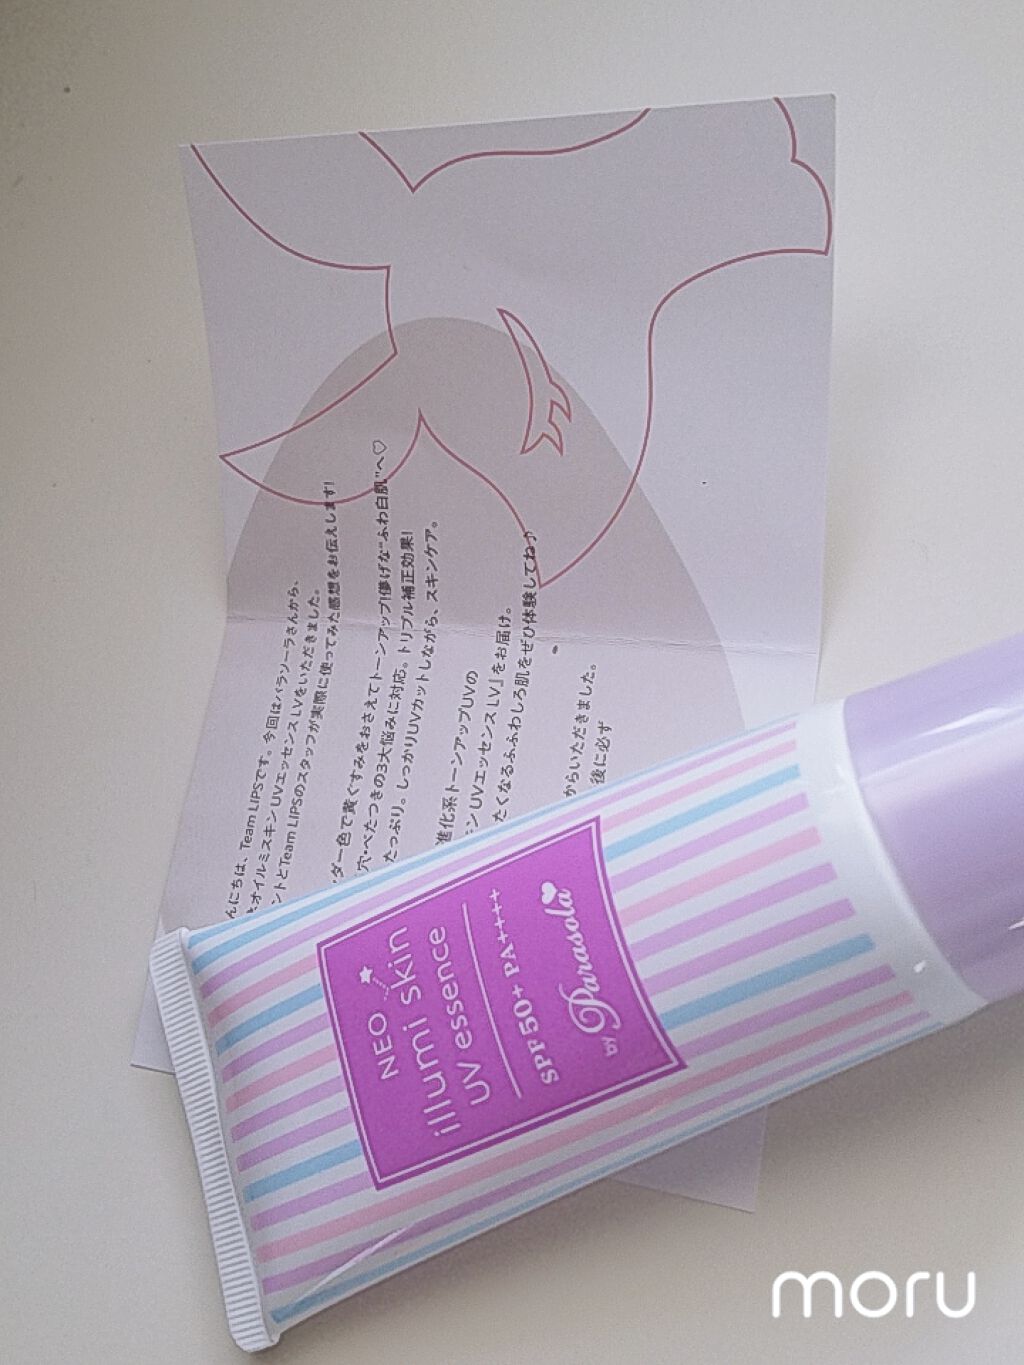 んにちは、Team LIPSです。今回はパラソーラさんから、
オイルミスキン UVエッセンス LVをいただきました。
ントとTeam LIPSのスタッフが実際に使ってみた感想をお伝えします!
ダー色で黄ぐすみをおさえてトーンアップ!儚げな"ふわ白肌"へ♡
穴・べたつきの3大悩みに対応。トリプル補正効果!
たっぷり。しっかりUVカットしながら、スキンケア。
進化系トーンアップUVの
ン UVエッセンス LV」をお届け。
たくなるふふわしろ肌をぜひ体験してね♪
からいただきました。
後に必ず
NEO
illumi skin
UV essence
SPF50+ PA++++
by Parasola
moru